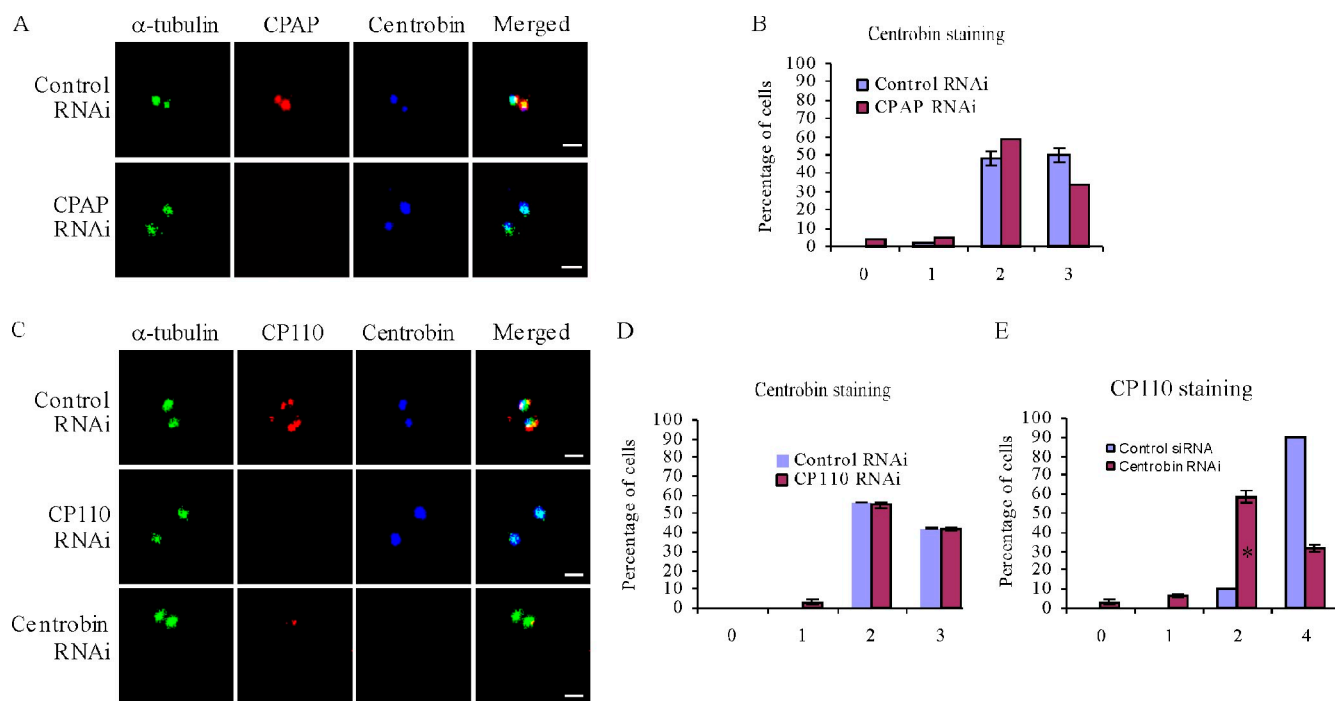 A
α-tubulin CPAP Centrobin Merged
Control
RNAi
CPAP
RNAi
B
Centrobin staining
Control RNAi
CPAP RNAi
Percentage of cells
100
90
80
70
60
50
40
30
20
10
0
0 1 2 3
C
α-tubulin CP110 Centrobin Merged
Control
RNAi
CP110
RNAi
Centrobin
RNAi
D
Centrobin staining
Control RNAi
CP110 RNAi
Percentage of cells
100
90
80
70
60
50
40
30
20
10
0
0 1 2 3
E
CP110 staining
Control siRNA
Centrobin RNAi
Percentage of cells
100
90
80
70
60
50
40
30
20
10
0
*
0 1 2 4